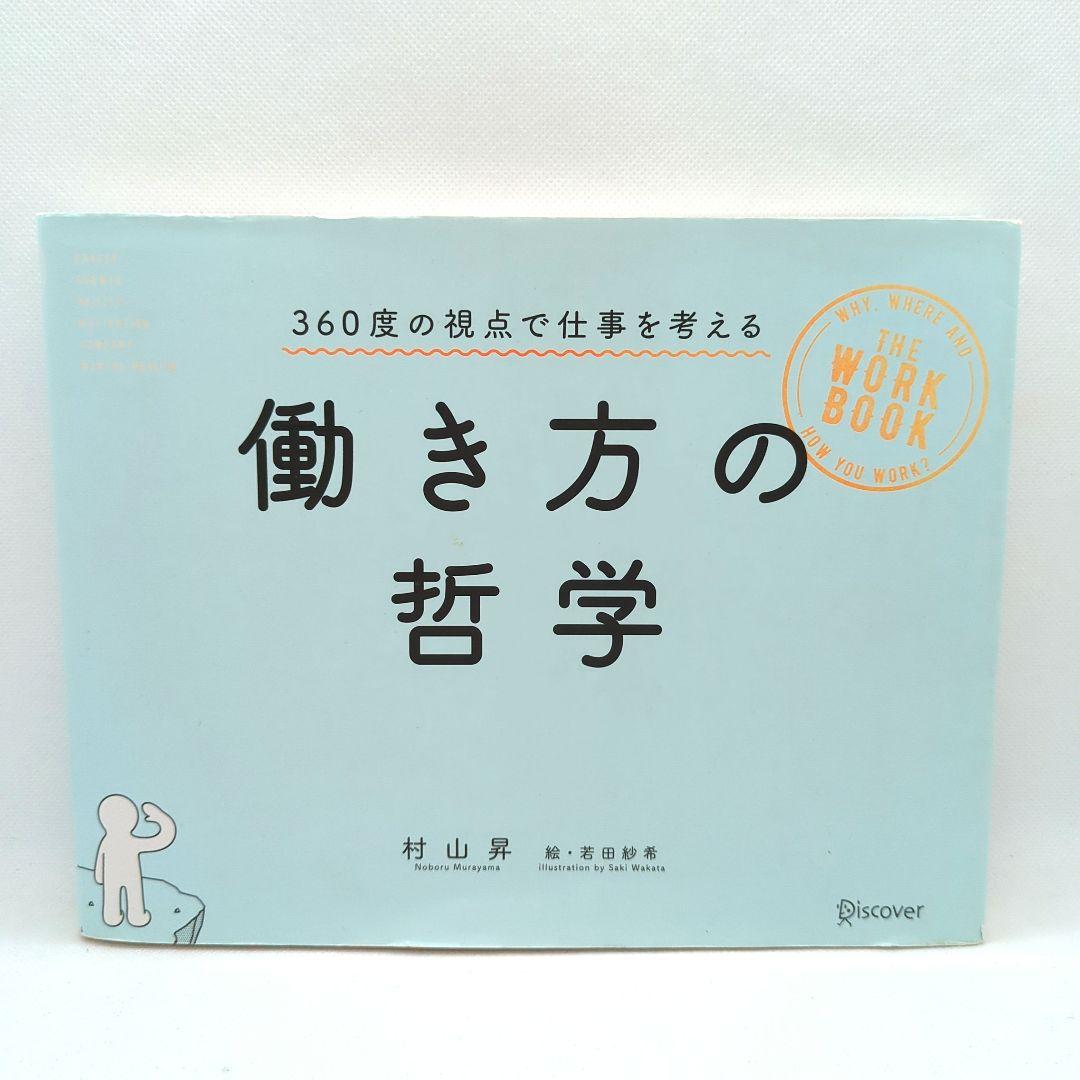 360度の視点で仕事を考える
WHY, WHERE AND
THE
WORK
BOOK
HOW YOU WORK?
働き方の
哲学
村山昇 絵・若田紗希
Noboru Murayama illustration by Saki Wakata
Discover